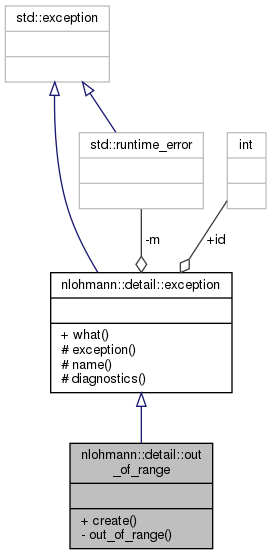 std::exception
std::runtime_error
int
-m
+id
nlohmann::detail::exception
+ what()
# exception()
# name()
# diagnostics()
nlohmann::detail::out
_of_range
+ create()
- out_of_range()